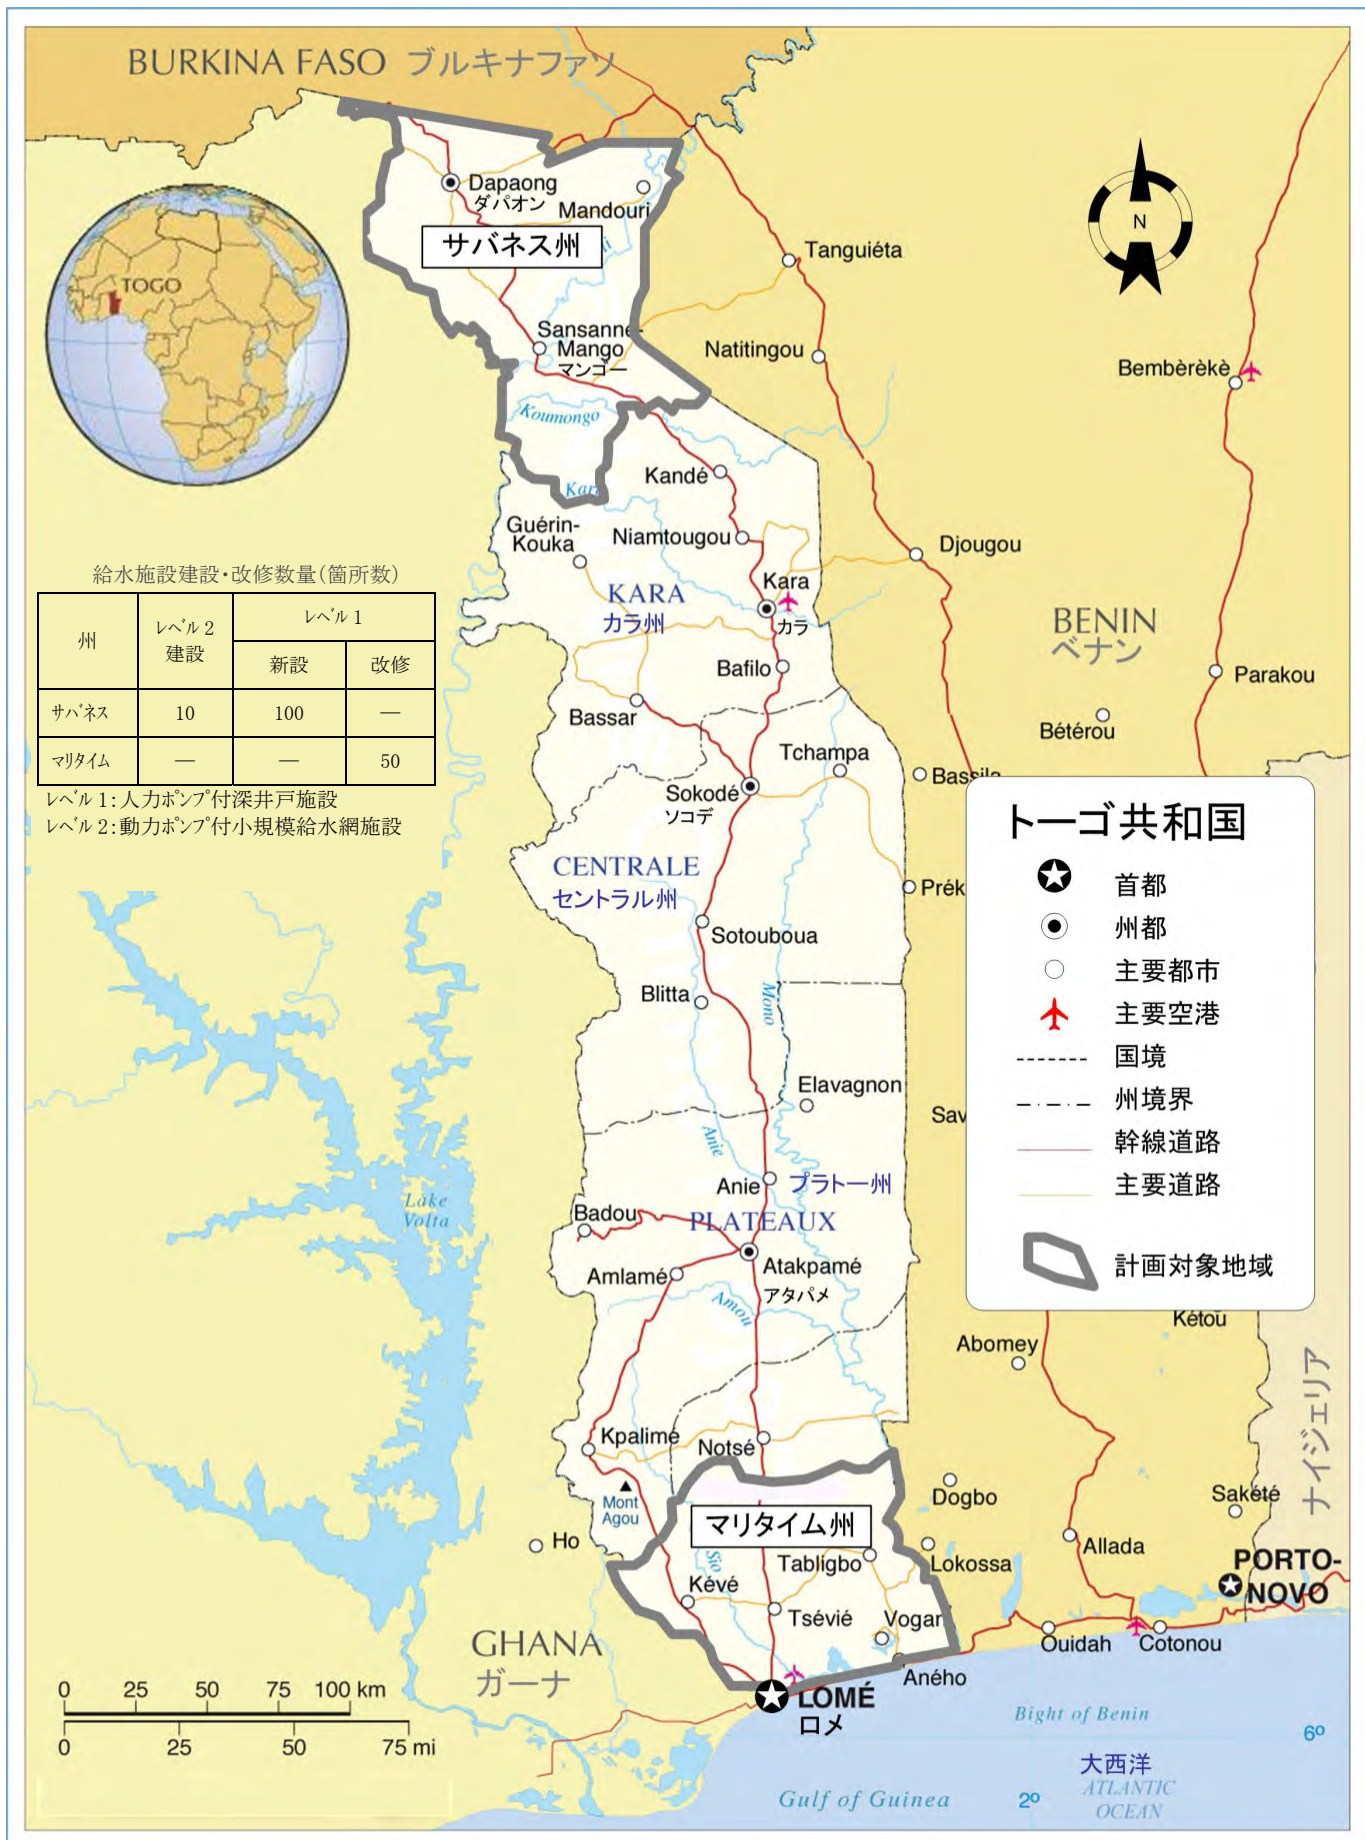 BURKINA FASO ブルキナファソ
Dapaong
ダパオン
Mandouri
サバネス州
TOGO
N
Tanguiéta
Sansanné-
Mango
マンゴー
Natitingou
Bembèrèkè
Koumongo
Kandé
Kara
Guérin-
Kouka
Niamtougou
Djougou
KARA
カラ州
Kara
カラ
BENIN
ベナン
給水施設建設・改修数量(箇所数)
州
レベル 2
建設
レベル 1
新設
改修
サバネス
10
100
―
マリタイム
―
―
50
レベル 1：人力ポンプ付深井戸施設
レベル 2：動力ポンプ付小規模給水網施設
Bafilo
Parakou
Bassar
Bétérou
Tchampa
Bassila
Sokodé
ソコデ
CENTRALE
セントラル州
Prék
Sotouboua
Blitta
Mono
Elavagnon
Sav
Anie
Anie
プラトー州
Lake
Volta
Badou
PLATEAUX
Amlamé
Atakpamé
アタパメ
Amou
トーゴ共和国
首都
州都
主要都市
主要空港
国境
州境界
幹線道路
主要道路
計画対象地域
Kétou
Abomey
ナイジェリア
Kpalimé
Notsé
Mont
Agou
Dogbo
Sakété
マリタイム州
Ho
Sio
Tabligbo
Lokossa
Allada
PORTO-
NOVO
Kévé
Tsévié
Vogan
GHANA
ガーナ
Ouidah
Cotonou
Aného
LOMÉ
ロメ
0 25 50 75 100 km
0 25 50 75 mi
Bight of Benin
6º
大西洋
ATLANTIC
OCEAN
Gulf of Guinea
2º